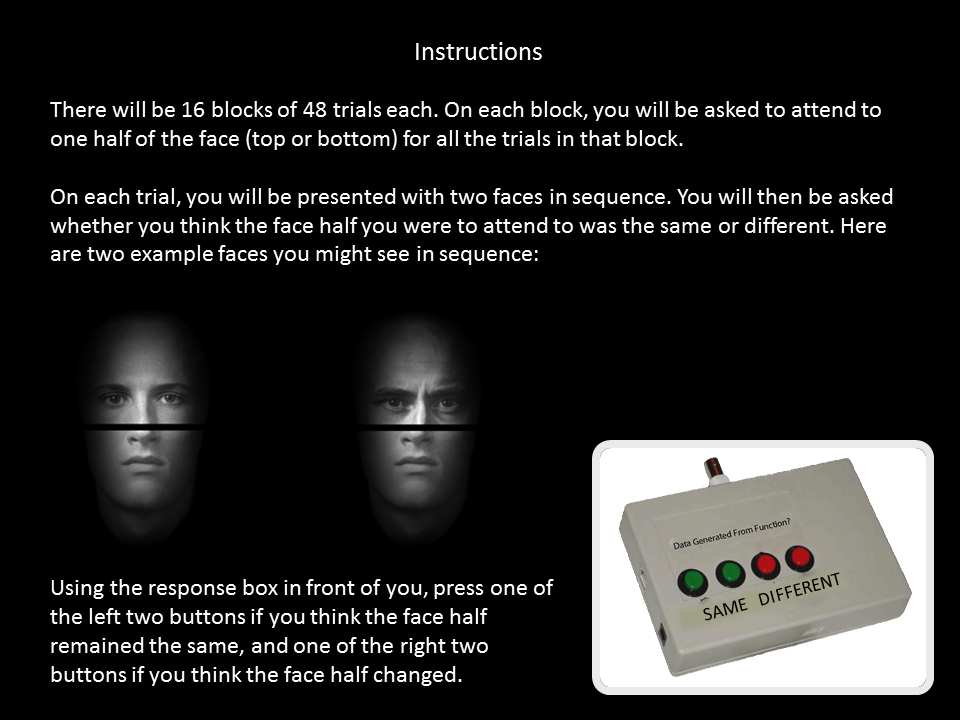 Instructions
There will be 16 blocks of 48 trials each. On each block, you will be asked to attend to
one half of the face (top or bottom) for all the trials in that block.
On each trial, you will be presented with two faces in sequence. You will then be asked
whether you think the face half you were to attend to was the same or different. Here
are two example faces you might see in sequence:
Data Generated From Function?
SAME DIFFERENT
Using the response box in front of you, press one of
the left two buttons if you think the face half
remained the same, and one of the right two
buttons if you think the face half changed.